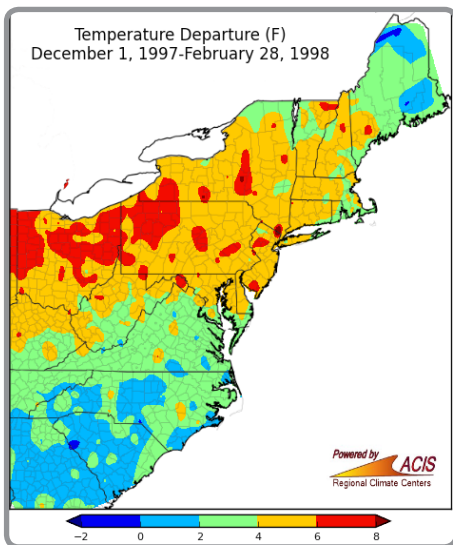 Temperature Departure (F)
December 1, 1997-February 28, 1998
Powered by
ACIS
Regional Climate Centers
−2 0 2 4 6 8